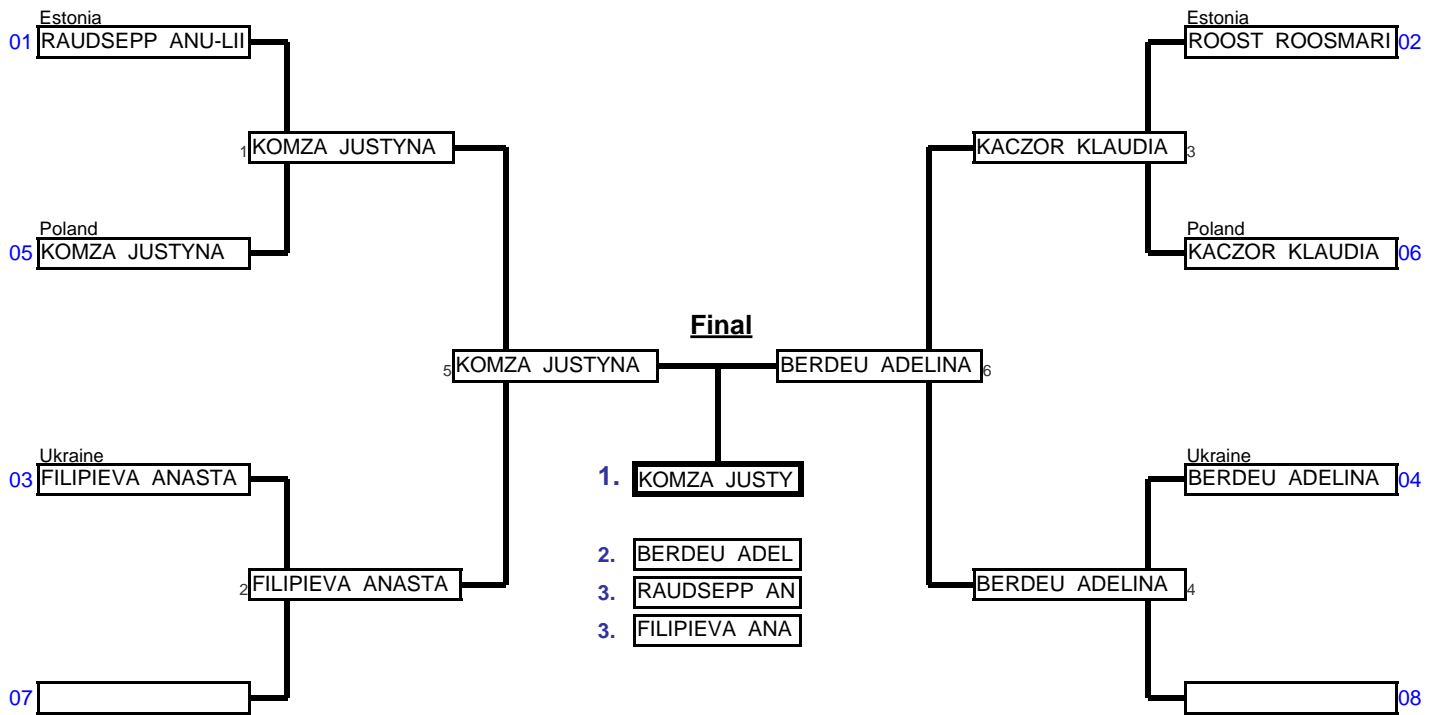 Estonia
01 RAUDSEPP ANU-LII
Estonia
ROOST ROOSMARI 02
1 KOMZA JUSTYNA
KACZOR KLAUDIA 3
Poland
05 KOMZA JUSTYNA
Poland
KACZOR KLAUDIA 06
Final
5 KOMZA JUSTYNA
BERDEU ADELINA 6
Ukraine
03 FILIPIEVA ANASTA
1. KOMZA JUSTY
Ukraine
BERDEU ADELINA 04
2. BERDEU ADEL
2 FILIPIEVA ANASTA
3. RAUDSEPP AN
BERDEU ADELINA 4
3. FILIPIEVA ANA
07
08